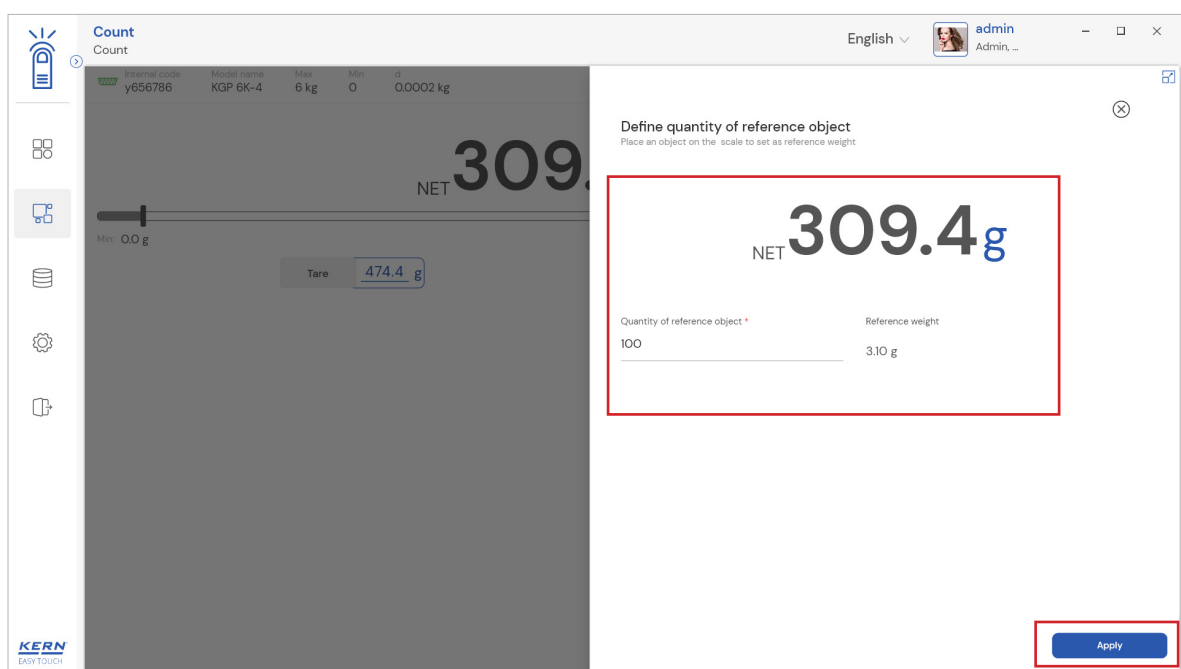 Count
Count
English
admin
Admin, ...
Internal code
y656786
Model name
KGP 6K-4
Max
6 kg
Min
0
d
0.0002 kg
NET 309.
Min: 0.0 g
Tare 474.4 g
Define quantity of reference object
Place an object on the scale to set as reference weight
NET 309.4 g
Quantity of reference object *
100
Reference weight
3.10 g
Apply
KERN
EASY TOUCH